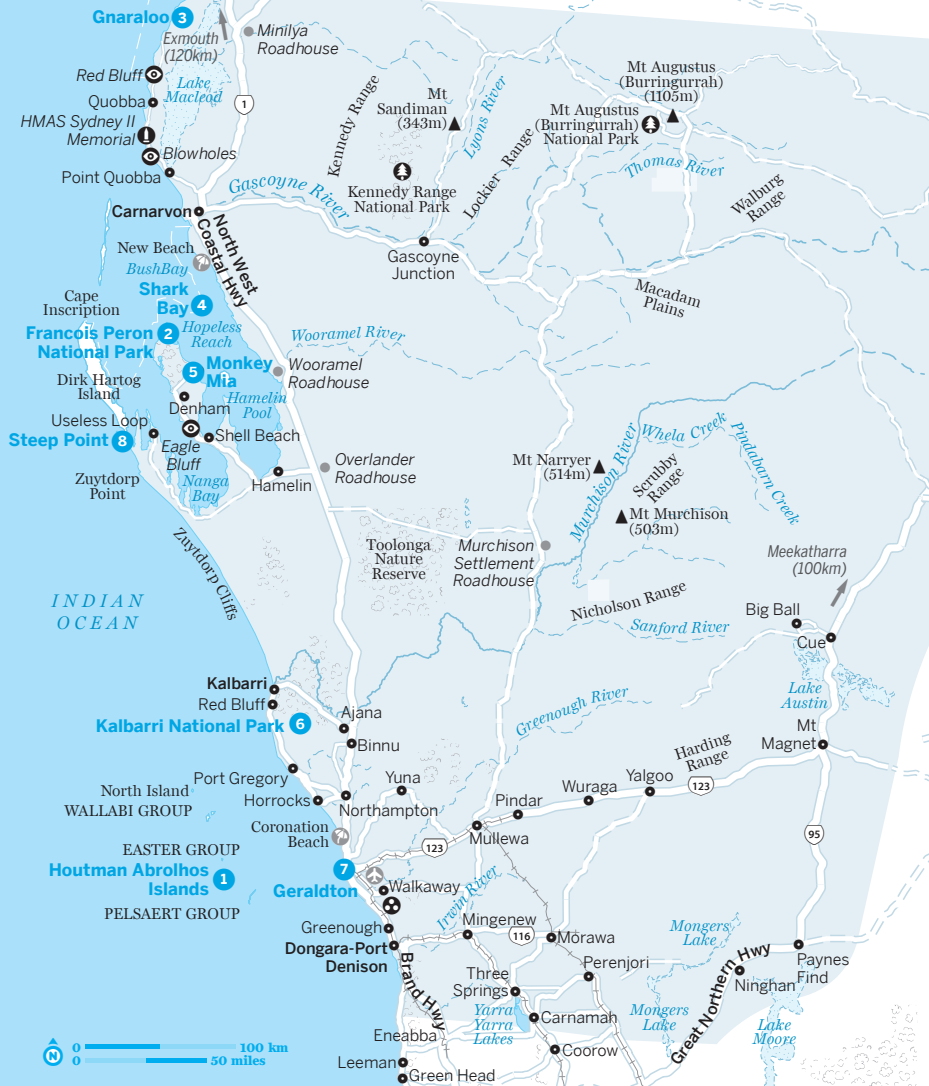 Gnaraloo 3
Exmouth
(120km)
Minilya
Roadhouse
Red Bluff
Lake
Macleod
Quobba
1
HMAS Sydney II
Memorial
Blowholes
Point Quobba
Kennedy Range
Mt
Sandiman
(343m)
Lyons River
Mt Augustus
(Burringurrah)
(1105m)
Mt Augustus
(Burringurrah)
National Park
Kennedy Range
National Park
Lockier Range
Thomas River
Walburg
Range
Gascoyne
River
Carnarvon
North West
Coastal Hwy
Gascoyne
Junction
New Beach
BushBay
Shark
Bay 4
Cape
Inscription
Macadam
Plains
Francois Peron
National Park 2
Hopeless
Reach
Wooramel River
5 Monkey
Mia
Wooramel
Roadhouse
Dirk Hartog
Island
Denham
Hamelin
Pool
Useless Loop
Steep Point 8
Eagle
Bluff
Shell Beach
Whela Creek
Pindabarn Creek
Murchison River
Overlander
Roadhouse
Mt Narryer
(514m)
Scrubby
Range
Zuytdorp
Point
Nanga
Bay
Hamelin
Mt Murchison
(503m)
Zuytdorp Cliffs
Toolonga
Nature
Reserve
Murchison
Settlement
Roadhouse
Meekatharra
(100km)
INDIAN
OCEAN
Nicholson Range
Sanford River
Big Ball
Cue
Kalbarri
Red Bluff
Kalbarri National Park 6
Lake
Austin
Greenough River
Ajana
Binnu
Mt
Magnet
Harding
Range
Port Gregory
Yuna
Yalgoo
Wuraga
123
North Island
WALLABI GROUP
Horrocks
Northampton
Pindar
Coronation
Beach
Mullewa
95
123
EASTER GROUP
Houtman Abrolhos
Islands 1
7
Geraldton
Walkaway
Irwin River
PELSAERT GROUP
Greenough
Mingenew
116
Morawa
Mongers
Lake
Dongara-Port
Denison
Brand Hwy
Three
Springs
Perenjori
Great Northern Hwy
Paynes
Find
Ninghan
Yarra
Yarra
Lakes
Carnamah
Mongers
Lake
Lake
Moore
Eneabba
Coorow
N
0 100 km
0 50 miles
Leeman
Green Head